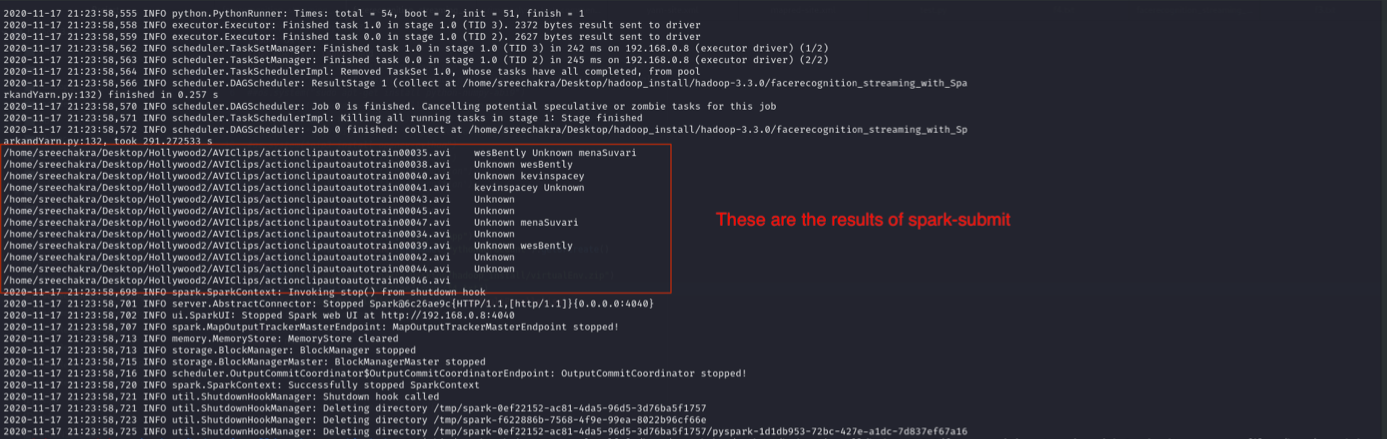 2020-11-17 21:23:58,555 INFO python.PythonRunner: Times: total = 54, boot = 2, init = 51, finish = 1
2020-11-17 21:23:58,558 INFO executor.Executor: Finished task 1.0 in stage 1.0 (TID 3). 2372 bytes result sent to driver
2020-11-17 21:23:58,559 INFO executor.Executor: Finished task 0.0 in stage 1.0 (TID 2). 2627 bytes result sent to driver
2020-11-17 21:23:58,562 INFO scheduler.TaskSetManager: Finished task 1.0 in stage 1.0 (TID 3) in 242 ms on 192.168.0.8 (executor driver) (1/2)
2020-11-17 21:23:58,563 INFO scheduler.TaskSetManager: Finished task 0.0 in stage 1.0 (TID 2) in 245 ms on 192.168.0.8 (executor driver) (2/2)
2020-11-17 21:23:58,564 INFO scheduler.TaskSchedulerImpl: Removed TaskSet 1.0, whose tasks have all completed, from pool
2020-11-17 21:23:58,566 INFO scheduler.DAGScheduler: ResultStage 1 (collect at /home/sreechakra/Desktop/hadoop_install/hadoop-3.3.0/facerecognition_streaming_with_Spa
rkandYarn.py:132) finished in 0.257 s
2020-11-17 21:23:58,570 INFO scheduler.DAGScheduler: Job 0 is finished. Cancelling potential speculative or zombie tasks for this job
2020-11-17 21:23:58,571 INFO scheduler.TaskSchedulerImpl: Killing all running tasks in stage 1: Stage finished
2020-11-17 21:23:58,572 INFO scheduler.DAGScheduler: Job 0 finished: collect at /home/sreechakra/Desktop/hadoop_install/hadoop-3.3.0/facerecognition_streaming_with_Sp
arkandYarn.py:132, took 291.272533 s
/home/sreechakra/Desktop/Hollywood2/AVIClips/actionclipautoautotrain00035.avi wesBently Unknown menaSuvari
/home/sreechakra/Desktop/Hollywood2/AVIClips/actionclipautoautotrain00038.avi Unknown wesBently
/home/sreechakra/Desktop/Hollywood2/AVIClips/actionclipautoautotrain00040.avi Unknown kevinspacey
/home/sreechakra/Desktop/Hollywood2/AVIClips/actionclipautoautotrain00041.avi kevinspacey Unknown
/home/sreechakra/Desktop/Hollywood2/AVIClips/actionclipautoautotrain00043.avi Unknown
/home/sreechakra/Desktop/Hollywood2/AVIClips/actionclipautoautotrain00045.avi Unknown
/home/sreechakra/Desktop/Hollywood2/AVIClips/actionclipautoautotrain00047.avi Unknown menaSuvari
/home/sreechakra/Desktop/Hollywood2/AVIClips/actionclipautoautotrain00034.avi Unknown
/home/sreechakra/Desktop/Hollywood2/AVIClips/actionclipautoautotrain00039.avi Unknown wesBently
/home/sreechakra/Desktop/Hollywood2/AVIClips/actionclipautoautotrain00042.avi Unknown
/home/sreechakra/Desktop/Hollywood2/AVIClips/actionclipautoautotrain00044.avi Unknown
/home/sreechakra/Desktop/Hollywood2/AVIClips/actionclipautoautotrain00046.avi
These are the results of spark-submit
2020-11-17 21:23:58,698 INFO spark.SparkContext: Invoking stop() from shutdown hook
2020-11-17 21:23:58,701 INFO server.AbstractConnector: Stopped Spark@6c26ae9c{HTTP/1.1,[http/1.1]}{0.0.0.0:4040}
2020-11-17 21:23:58,702 INFO ui.SparkUI: Stopped Spark web UI at http://192.168.0.8:4040
2020-11-17 21:23:58,707 INFO spark.MapOutputTrackerMasterEndpoint: MapOutputTrackerMasterEndpoint stopped!
2020-11-17 21:23:58,713 INFO memory.MemoryStore: MemoryStore cleared
2020-11-17 21:23:58,713 INFO storage.BlockManager: BlockManager stopped
2020-11-17 21:23:58,715 INFO storage.BlockManagerMaster: BlockManagerMaster stopped
2020-11-17 21:23:58,716 INFO scheduler.OutputCommitCoordinator$OutputCommitCoordinatorEndpoint: OutputCommitCoordinator stopped!
2020-11-17 21:23:58,720 INFO spark.SparkContext: Successfully stopped SparkContext
2020-11-17 21:23:58,721 INFO util.ShutdownHookManager: Shutdown hook called
2020-11-17 21:23:58,721 INFO util.ShutdownHookManager: Deleting directory /tmp/spark-0ef22152-ac81-4da5-96d5-3d76ba5f1757
2020-11-17 21:23:58,723 INFO util.ShutdownHookManager: Deleting directory /tmp/spark-f622886b-7568-4f9e-99ea-8022b96cf66e
2020-11-17 21:23:58,725 INFO util.ShutdownHookManager: Deleting directory /tmp/spark-0ef22152-ac81-4da5-96d5-3d76ba5f1757/pyspark-1d1db953-72bc-427e-a1dc-7d837ef67a16